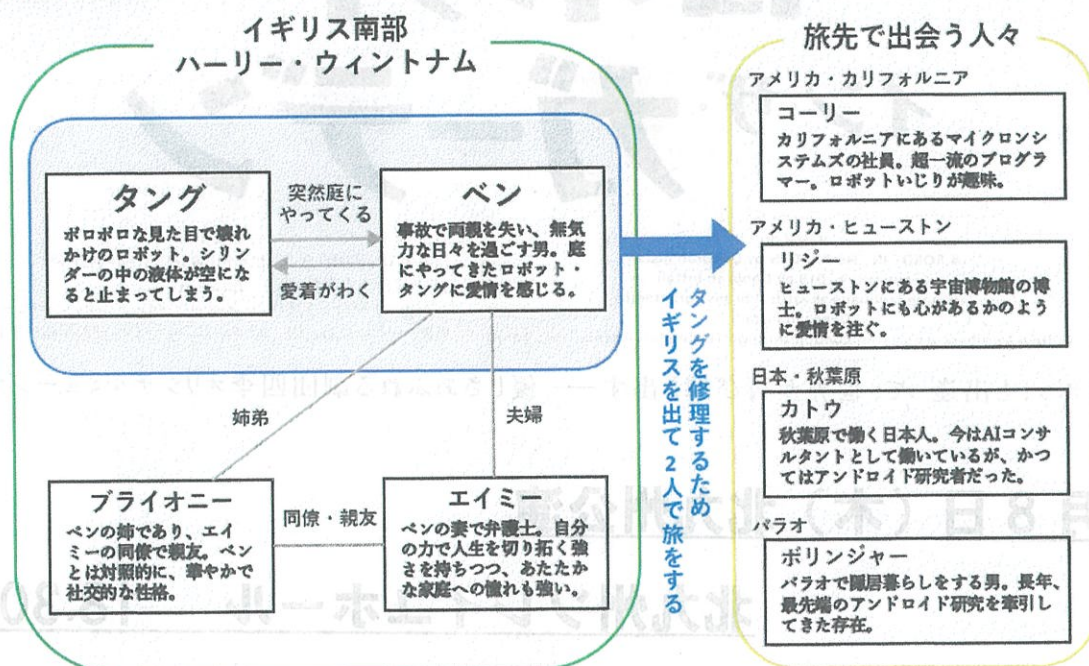 イギリス南部
ハーリー・ウィントナム
タング
ボロボロな見た目で壊れ
かけのロボット。シリン
ダーの中の液体が空にな
ると止まってしまう。
突然庭に
やってくる
愛着がわく
ベン
事故で両親を失い、無気
力な日々を過ごす男。庭
にやってきたロボット・
タングに愛情を感じる。
姉弟
夫婦
ブライオニー
ベンの姉であり、エイ
ミーの同僚で親友。ベン
とは対照的に、華やかで
社交的な性格。
同僚・親友
エイミー
ベンの妻で弁護士。自分
の力で人生を切り拓く強
さを持ちつつ、あたたか
な家庭への憧れも強い。
タングを修理するため
イギリスを出て2人で旅をする
旅先で出会う人々
アメリカ・カリフォルニア
コーリー
カリフォルニアにあるマイクロンシ
ステムズの社員。超一流のプログラ
マー。ロボットいじりが趣味。
アメリカ・ヒューストン
リジー
ヒューストンにある宇宙博物館の博
士。ロボットにも心があるかのよう
に愛情を注ぐ。
日本・秋葉原
カトウ
秋葉原で働く日本人。今はAIコンサ
ルタントとして働いているが、かつ
てはアンドロイド研究者だった。
パラオ
ボリンジャー
パラオで隠居暮らしをする男。長年、
最先端のアンドロイド研究を牽引し
てきた存在。